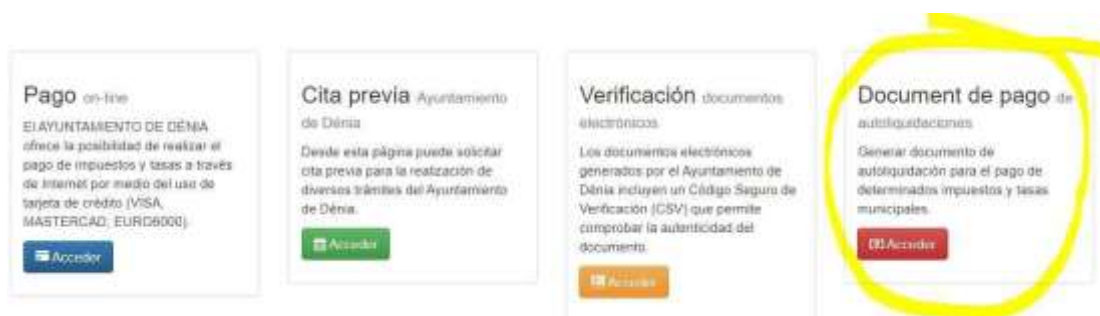 Pago on-line
El AYUNTAMIENTO DE DÉNIA
ofrece la posibilidad de realizar el
pago de impuestos y tasas a través
de Internet por medio del uso de
tarjeta de crédito (VISA,
MASTERCAD, EURO6000).
Acceder
Cita previa Ayuntamiento
de Dénia
Desde esta página puede solicitar
cita previa para la realización de
diversos trámites del Ayuntamiento
de Dénia.
Acceder
Verificación documentos
electrónicos
Los documentos electrónicos
generados por el Ayuntamiento de
Dénia incluyen un Código Seguro de
Verificación (CSV) que permite
comprobar la autenticidad del
documento.
Acceder
Document de pago de
autoliquidaciones
Generar documento de
autoliquidación para el pago de
determinados impuestos y tasas
municipales.
Acceder